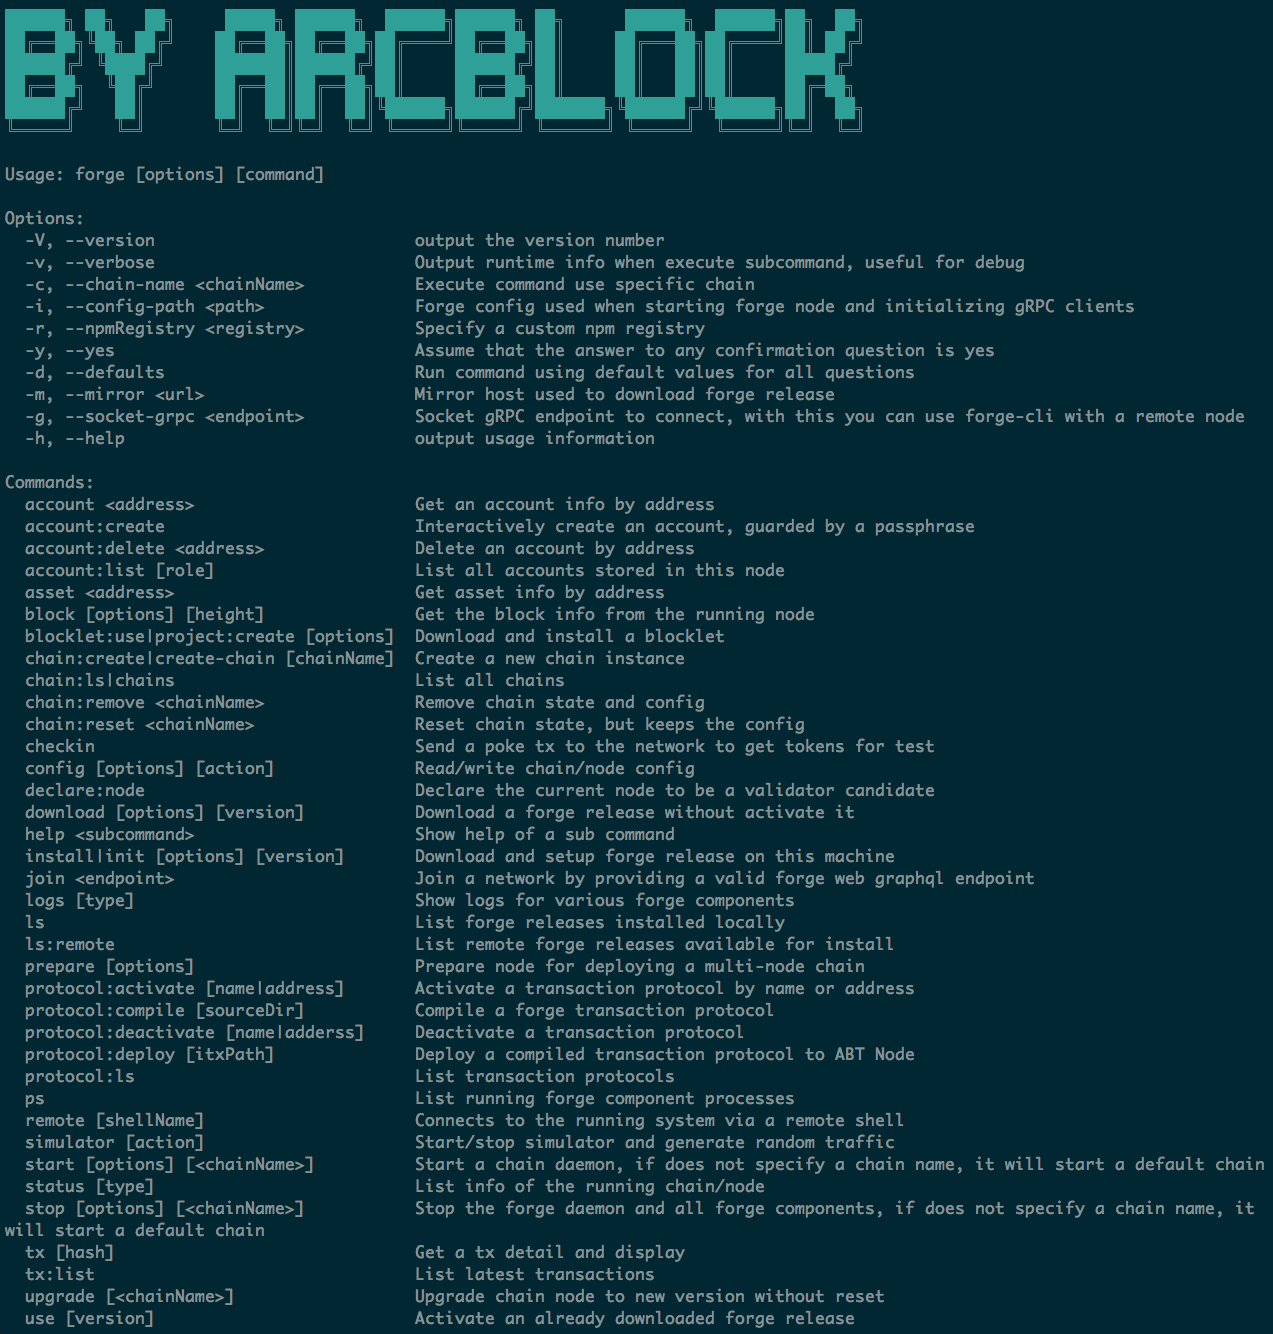 BY ARCBLOCK
Usage: forge [options] [command]
Options:
-V, --version output the version number
-v, --verbose Output runtime info when execute subcommand, useful for debug
-c, --chain-name <chainName> Execute command use specific chain
-i, --config-path <path> Forge config used when starting forge node and initializing gRPC clients
-r, --npmRegistry <registry> Specify a custom npm registry
-y, --yes Assume that the answer to any confirmation question is yes
-d, --defaults Run command using default values for all questions
-m, --mirror <url> Mirror host used to download forge release
-g, --socket-grpc <endpoint> Socket gRPC endpoint to connect, with this you can use forge-cli with a remote node
-h, --help output usage information
Commands:
account <address> Get an account info by address
account:create Interactively create an account, guarded by a passphrase
account:delete <address> Delete an account by address
account:list [role] List all accounts stored in this node
asset <address> Get asset info by address
block [options] [height] Get the block info from the running node
blocklet:use|project:create [options] Download and install a blocklet
chain:create|create-chain [chainName] Create a new chain instance
chain:ls|chains List all chains
chain:remove <chainName> Remove chain state and config
chain:reset <chainName> Reset chain state, but keeps the config
checkin Send a poke tx to the network to get tokens for test
config [options] [action] Read/write chain/node config
declare:node Declare the current node to be a validator candidate
download [options] [version] Download a forge release without activate it
help <subcommand> Show help of a sub command
install|init [options] [version] Download and setup forge release on this machine
join <endpoint> Join a network by providing a valid forge web graphql endpoint
logs [type] Show logs for various forge components
ls List forge releases installed locally
ls:remote List remote forge releases available for install
prepare [options] Prepare node for deploying a multi-node chain
protocol:activate [name|address] Activate a transaction protocol by name or address
protocol:compile [sourceDir] Compile a forge transaction protocol
protocol:deactivate [name|adderss] Deactivate a transaction protocol
protocol:deploy [itxPath] Deploy a compiled transaction protocol to ABT Node
protocol:ls List transaction protocols
ps List running forge component processes
remote [shellName] Connects to the running system via a remote shell
simulator [action] Start/stop simulator and generate random traffic
start [options] [<chainName>] Start a chain daemon, if does not specify a chain name, it will start a default chain
status [type] List info of the running chain/node
stop [options] [<chainName>] Stop the forge daemon and all forge components, if does not specify a chain name, it
will start a default chain
tx [hash] Get a tx detail and display
tx:list List latest transactions
upgrade [<chainName>] Upgrade chain node to new version without reset
use [version] Activate an already downloaded forge release